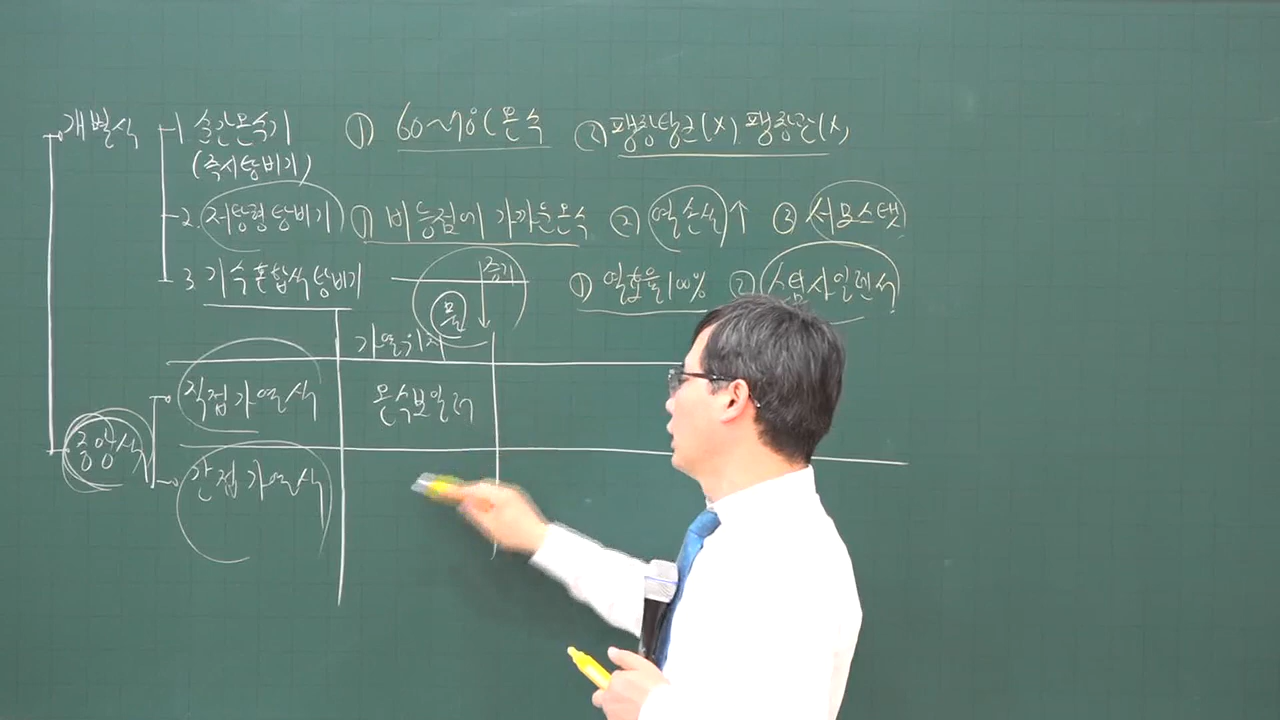 개별식 1 순간온수기 ① 60~70℃ 온수 ② 팽창탱크(X), 팽창관(X)
(즉시탕비기)
2. 저탕형탕비기 ① 비등점에 가까운 온수 ② 열손실↑ ③ 서모스탯
3 기수혼합식탕비기 증기 물 ① 열효율100% ② 스팀사일렌서
가열장치
직접가열식 온수보일러
중앙식
간접가열식